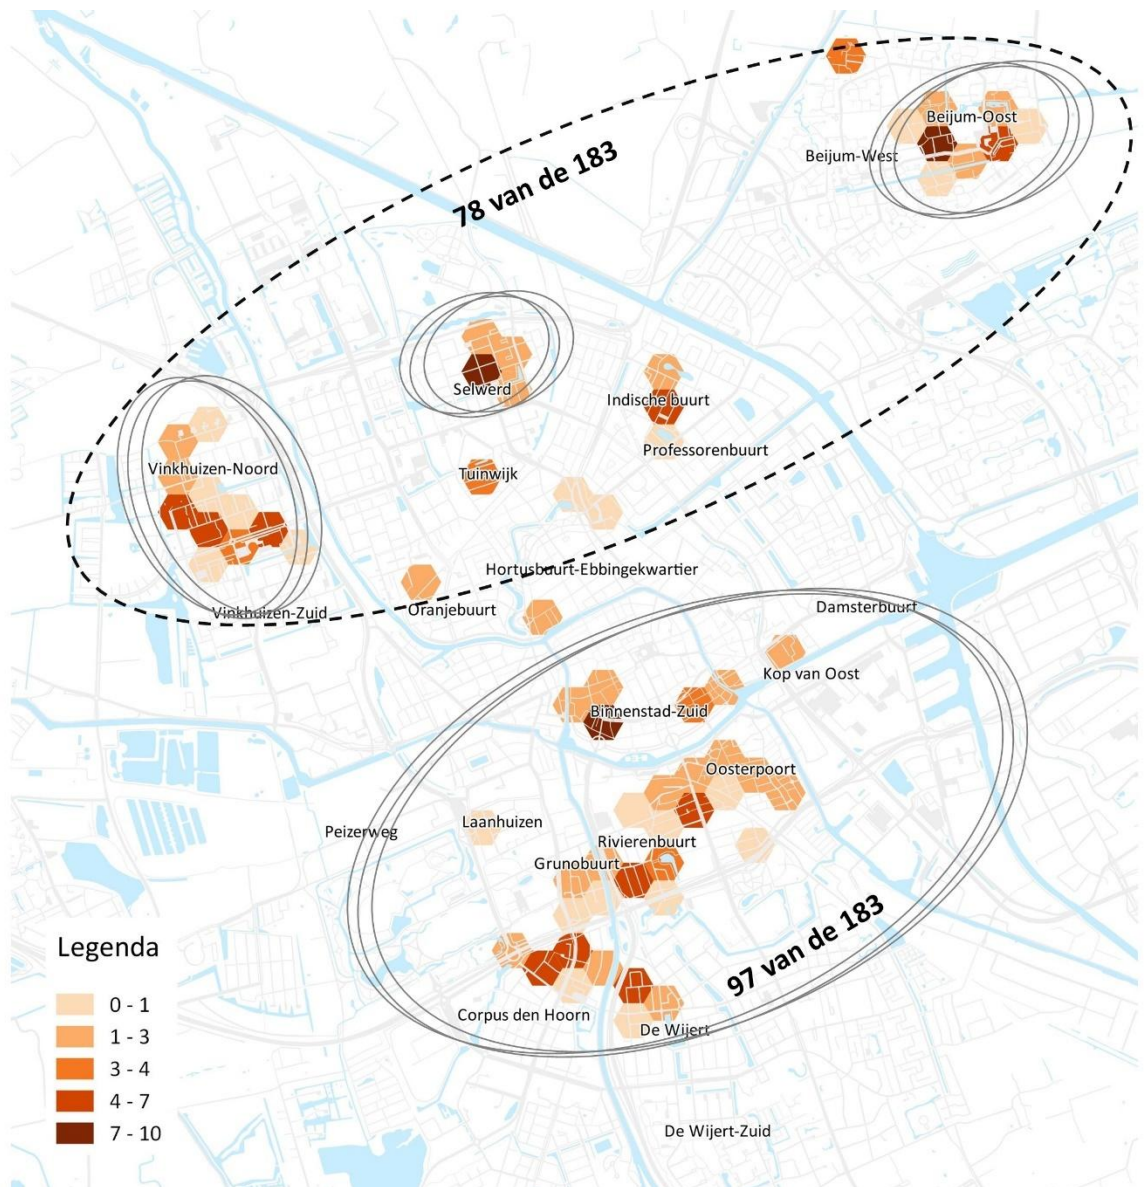 78 van de 183
Beijum-Oost
Beijum-West
Selwerd
Indische buurt
Professorenbuurt
Vinkhuizen-Noord
Tuinwijk
Hortusbuurt-Ebbingekwartier
Oranjebuurt
Vinkhuizen-Zuid
Damsterbuurt
Kop van Oost
Binnenstad-Zuid
Oosterpoort
Laanhuizen
Peizerweg
Rivierenbuurt
Grunobuurt
97 van de 183
Corpus den Hoorn
De Wijert
De Wijert-Zuid
Legenda
0 - 1
1 - 3
3 - 4
4 - 7
7 - 10